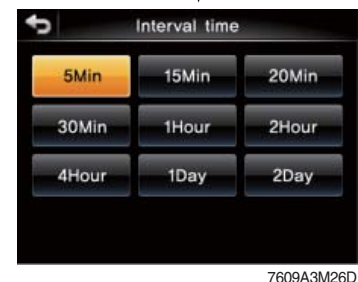 Interval time
5Min 15Min 20Min
30Min 1Hour 2Hour
4Hour 1Day 2Day
7609A3M26D